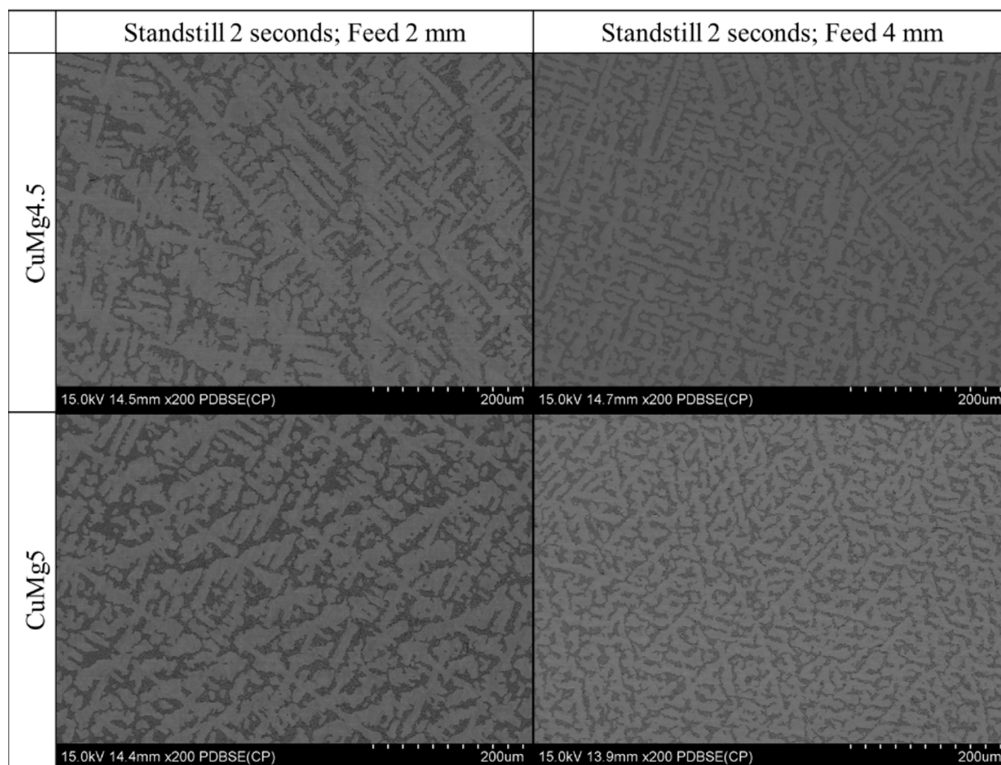 Standstill 2 seconds; Feed 2 mm
Standstill 2 seconds; Feed 4 mm
CuMg4.5
15.0kV 14.5mm x200 PDBSE(CP)
200um
15.0kV 14.7mm x200 PDBSE(CP)
200um
CuMg5
15.0kV 14.4mm x200 PDBSE(CP)
200um
15.0kV 13.9mm x200 PDBSE(CP)
200um